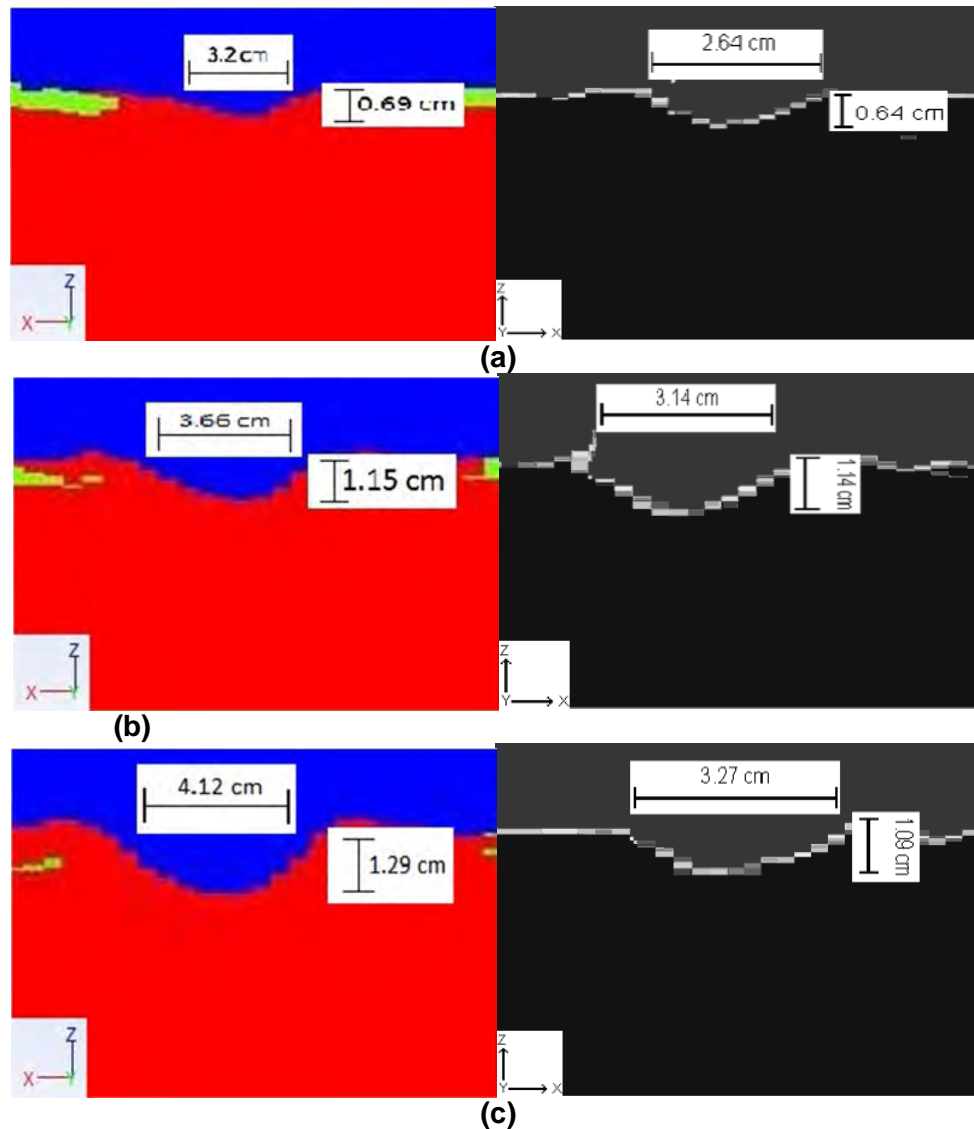 3.2cm
0.69 cm
Z
X Y
2.64 cm
0.64 cm
Z
Y X
(a)
3.66 cm
1.15 cm
Z
X Y
3.14 cm
1.14 cm
Z
Y X
(b)
4.12 cm
1.29 cm
Z
X Y
3.27 cm
1.09 cm
Z
Y X
(c)